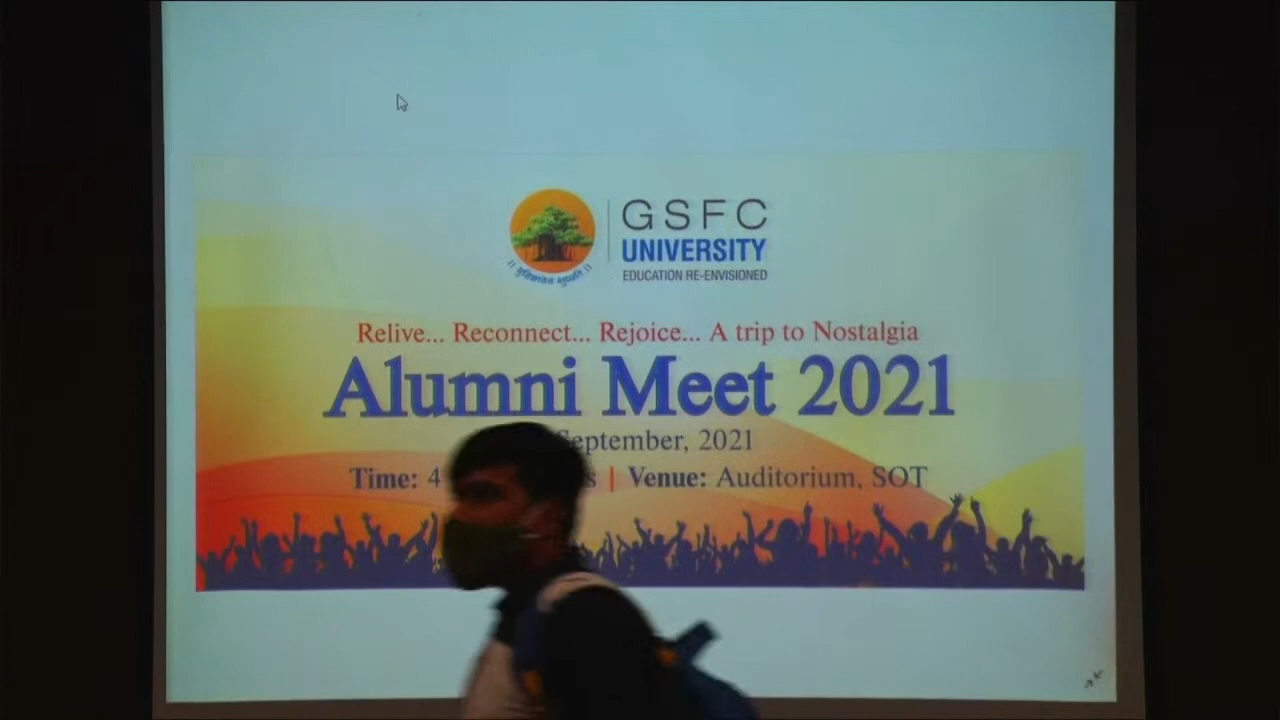 GSFC
UNIVERSITY
EDUCATION RE-ENVISIONED
Relive... Reconnect... Rejoice... A trip to Nostalgia
Alumni Meet 2021
September, 2021
Time: 4 | Venue: Auditorium, SOT